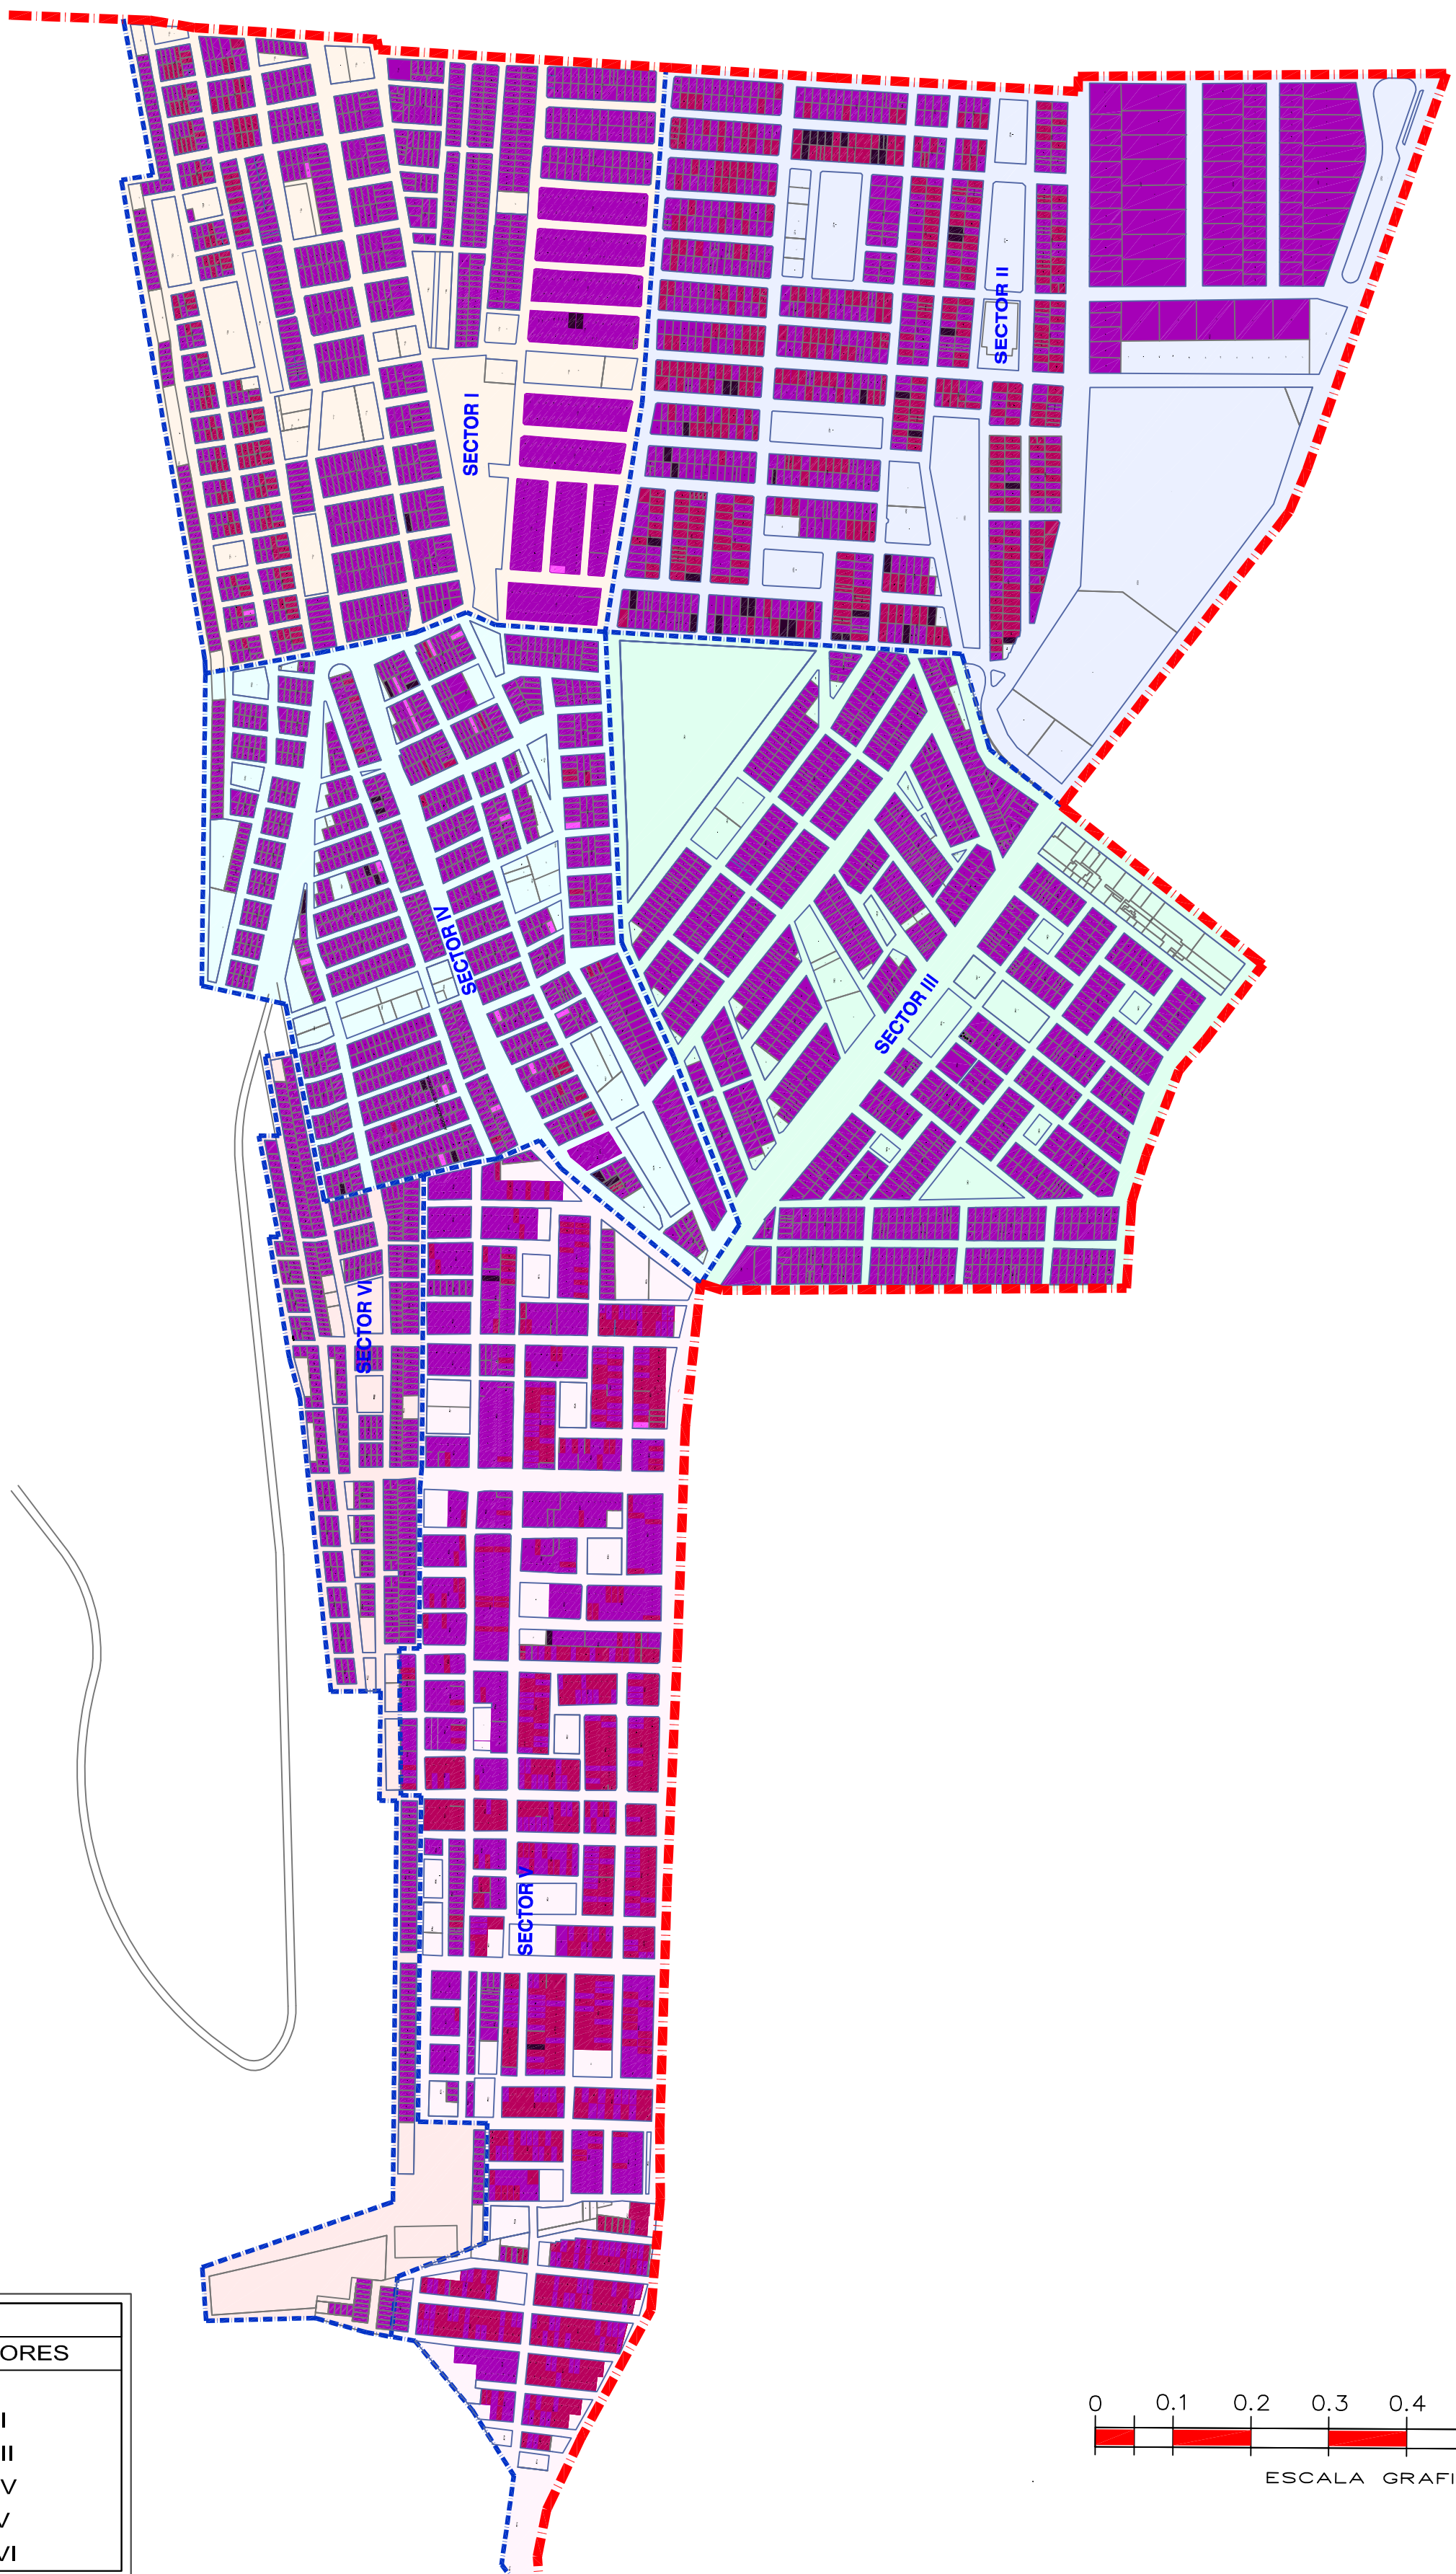 SECTOR I
SECTOR II
SECTOR III
SECTOR IV
SECTOR V
SECTOR VI
ORES
I
II
V
V
VI
0 0.1 0.2 0.3 0.4
ESCALA GRAFI